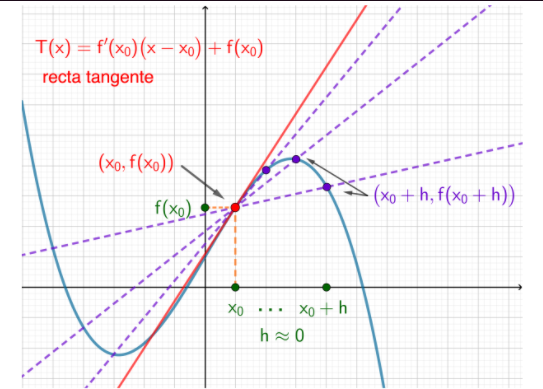 T(x) = f′(x₀)(x − x₀) + f(x₀)
recta tangente
(x₀, f(x₀))
(x₀ + h, f(x₀ + h))
f(x₀)
x₀ ··· x₀ + h
h ≈ 0